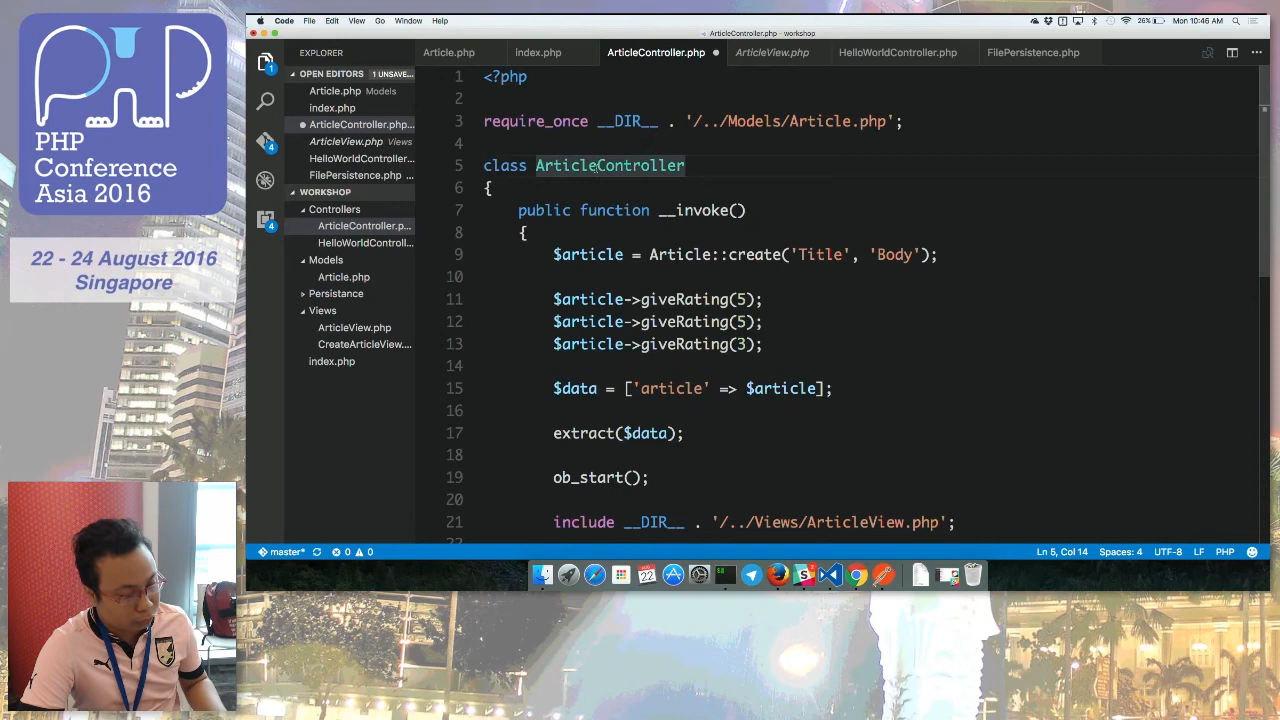 PHP
Conference
Asia 2016
22 - 24 August 2016
Singapore
Code File Edit View Go Window Help
26% Mon 10:46 AM
ArticleController.php - workshop
EXPLORER
Article.php index.php ArticleController.php ArticleView.php HelloWorldController.php FilePersistence.php
OPEN EDITORS 1 UNSAVE...
Article.php Models
index.php
ArticleController.php...
ArticleView.php Views
HelloWorldController...
FilePersistence.php ...
WORKSHOP
Controllers
ArticleController.p...
HelloWorldControll...
Models
Article.php
Persistance
Views
ArticleView.php
CreateArticleView....
index.php
1 <?php
2
3 require_once __DIR__ . '/../Models/Article.php';
4
5 class ArticleController
6 {
7 public function __invoke()
8 {
9 $article = Article::create('Title', 'Body');
10
11 $article->giveRating(5);
12 $article->giveRating(5);
13 $article->giveRating(3);
14
15 $data = ['article' => $article];
16
17 extract($data);
18
19 ob_start();
20
21 include __DIR__ . '/../Views/ArticleView.php';
22
master* 0 0 Ln 5, Col 14 Spaces: 4 UTF-8 LF PHP